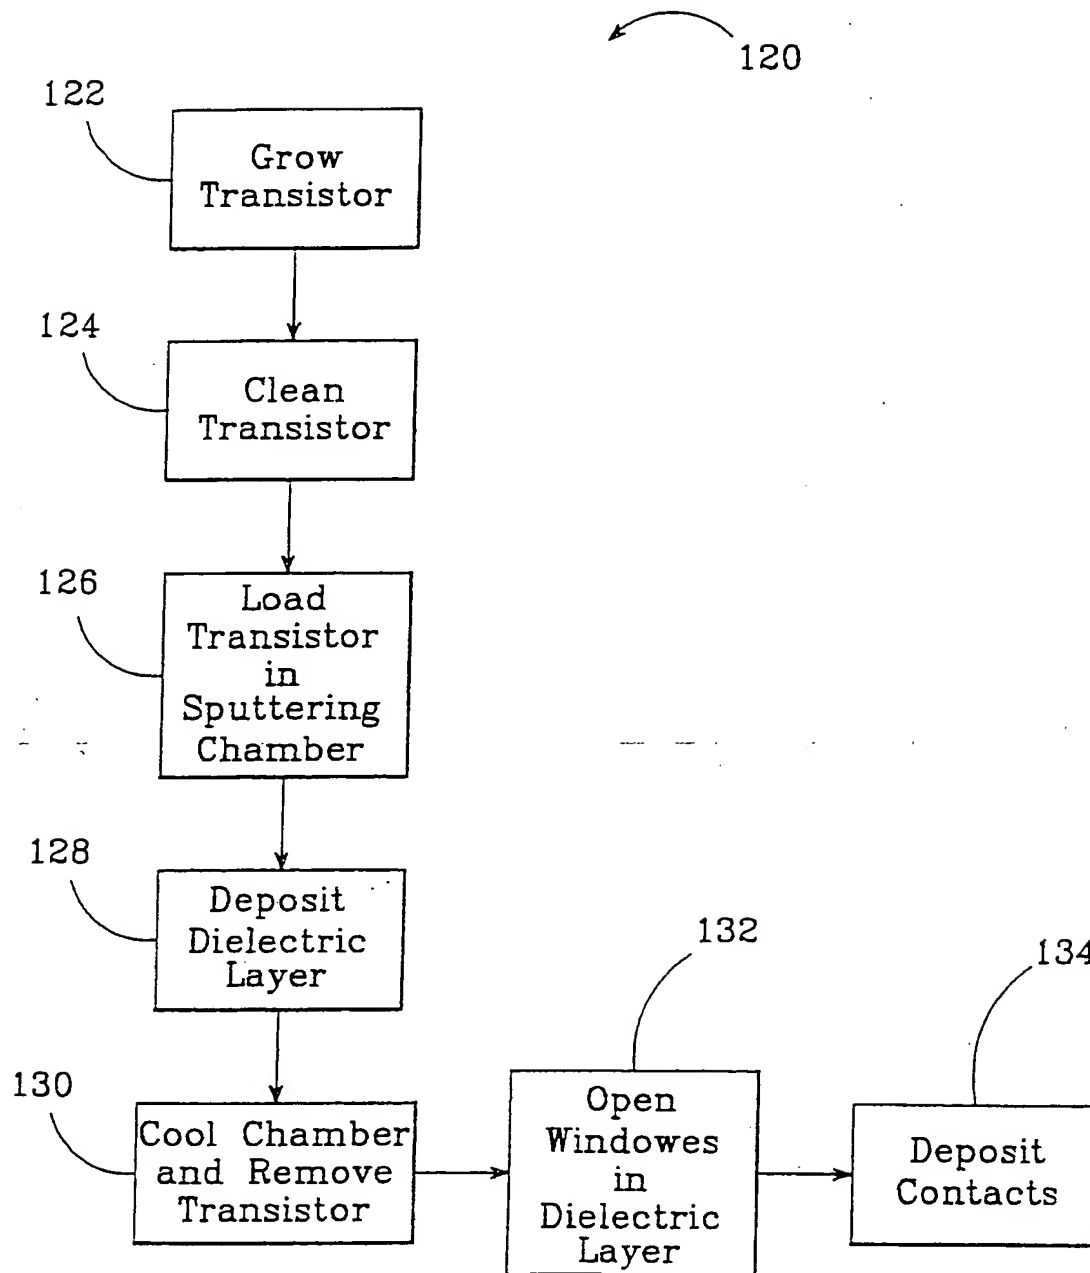 120
122
Grow
Transistor
124
Clean
Transistor
126
Load
Transistor
in
Sputtering
Chamber
128
Deposit
Dielectric
Layer
130
Cool Chamber
and Remove
Transistor
132
Open
Windowes
in
Dielectric
Layer
134
Deposit
Contacts